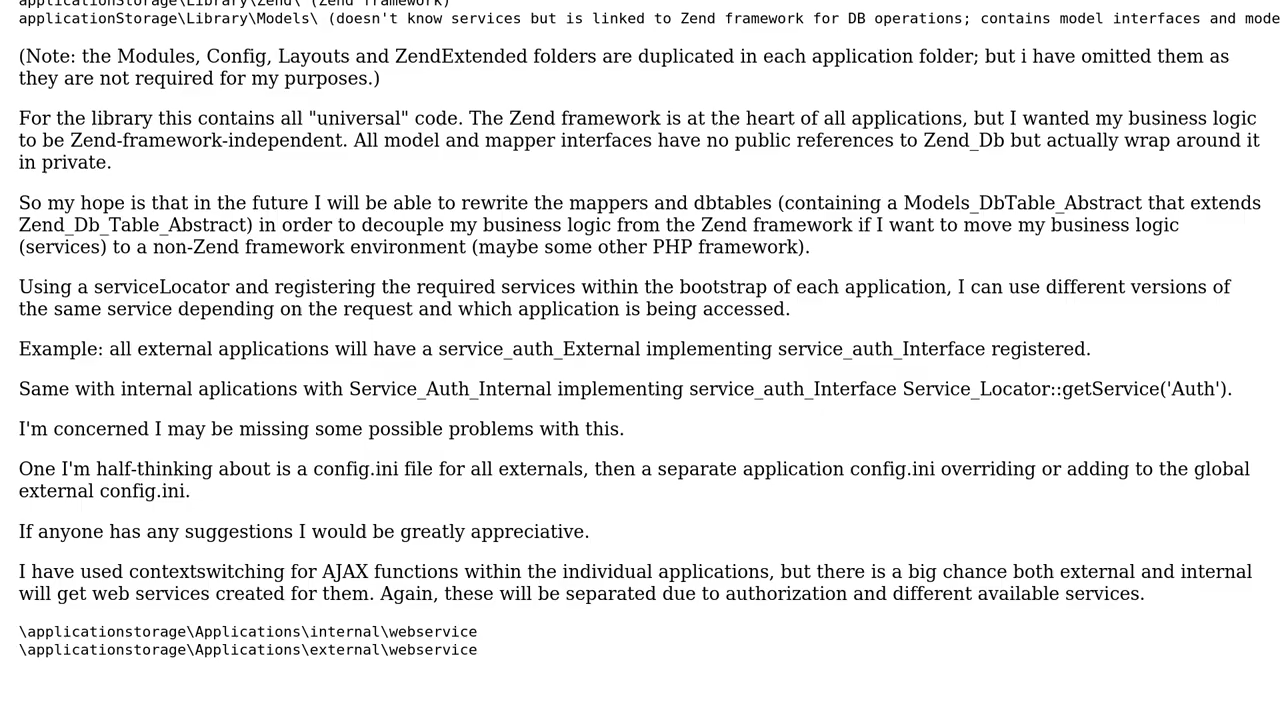 applicationStorage\Library\Zend\ (Zend framework)
applicationStorage\Library\Models\ (doesn't know services but is linked to Zend framework for DB operations; contains model interfaces and mode
(Note: the Modules, Config, Layouts and ZendExtended folders are duplicated in each application folder; but i have omitted them as
they are not required for my purposes.)
For the library this contains all "universal" code. The Zend framework is at the heart of all applications, but I wanted my business logic
to be Zend-framework-independent. All model and mapper interfaces have no public references to Zend_Db but actually wrap around it
in private.
So my hope is that in the future I will be able to rewrite the mappers and dbtables (containing a Models_DbTable_Abstract that extends
Zend_Db_Table_Abstract) in order to decouple my business logic from the Zend framework if I want to move my business logic
(services) to a non-Zend framework environment (maybe some other PHP framework).
Using a serviceLocator and registering the required services within the bootstrap of each application, I can use different versions of
the same service depending on the request and which application is being accessed.
Example: all external applications will have a service_auth_External implementing service_auth_Interface registered.
Same with internal aplications with Service_Auth_Internal implementing service_auth_Interface Service_Locator::getService('Auth').
I'm concerned I may be missing some possible problems with this.
One I'm half-thinking about is a config.ini file for all externals, then a separate application config.ini overriding or adding to the global
external config.ini.
If anyone has any suggestions I would be greatly appreciative.
I have used contextswitching for AJAX functions within the individual applications, but there is a big chance both external and internal
will get web services created for them. Again, these will be separated due to authorization and different available services.
\applicationstorage\Applications\internal\webservice
\applicationstorage\Applications\external\webservice